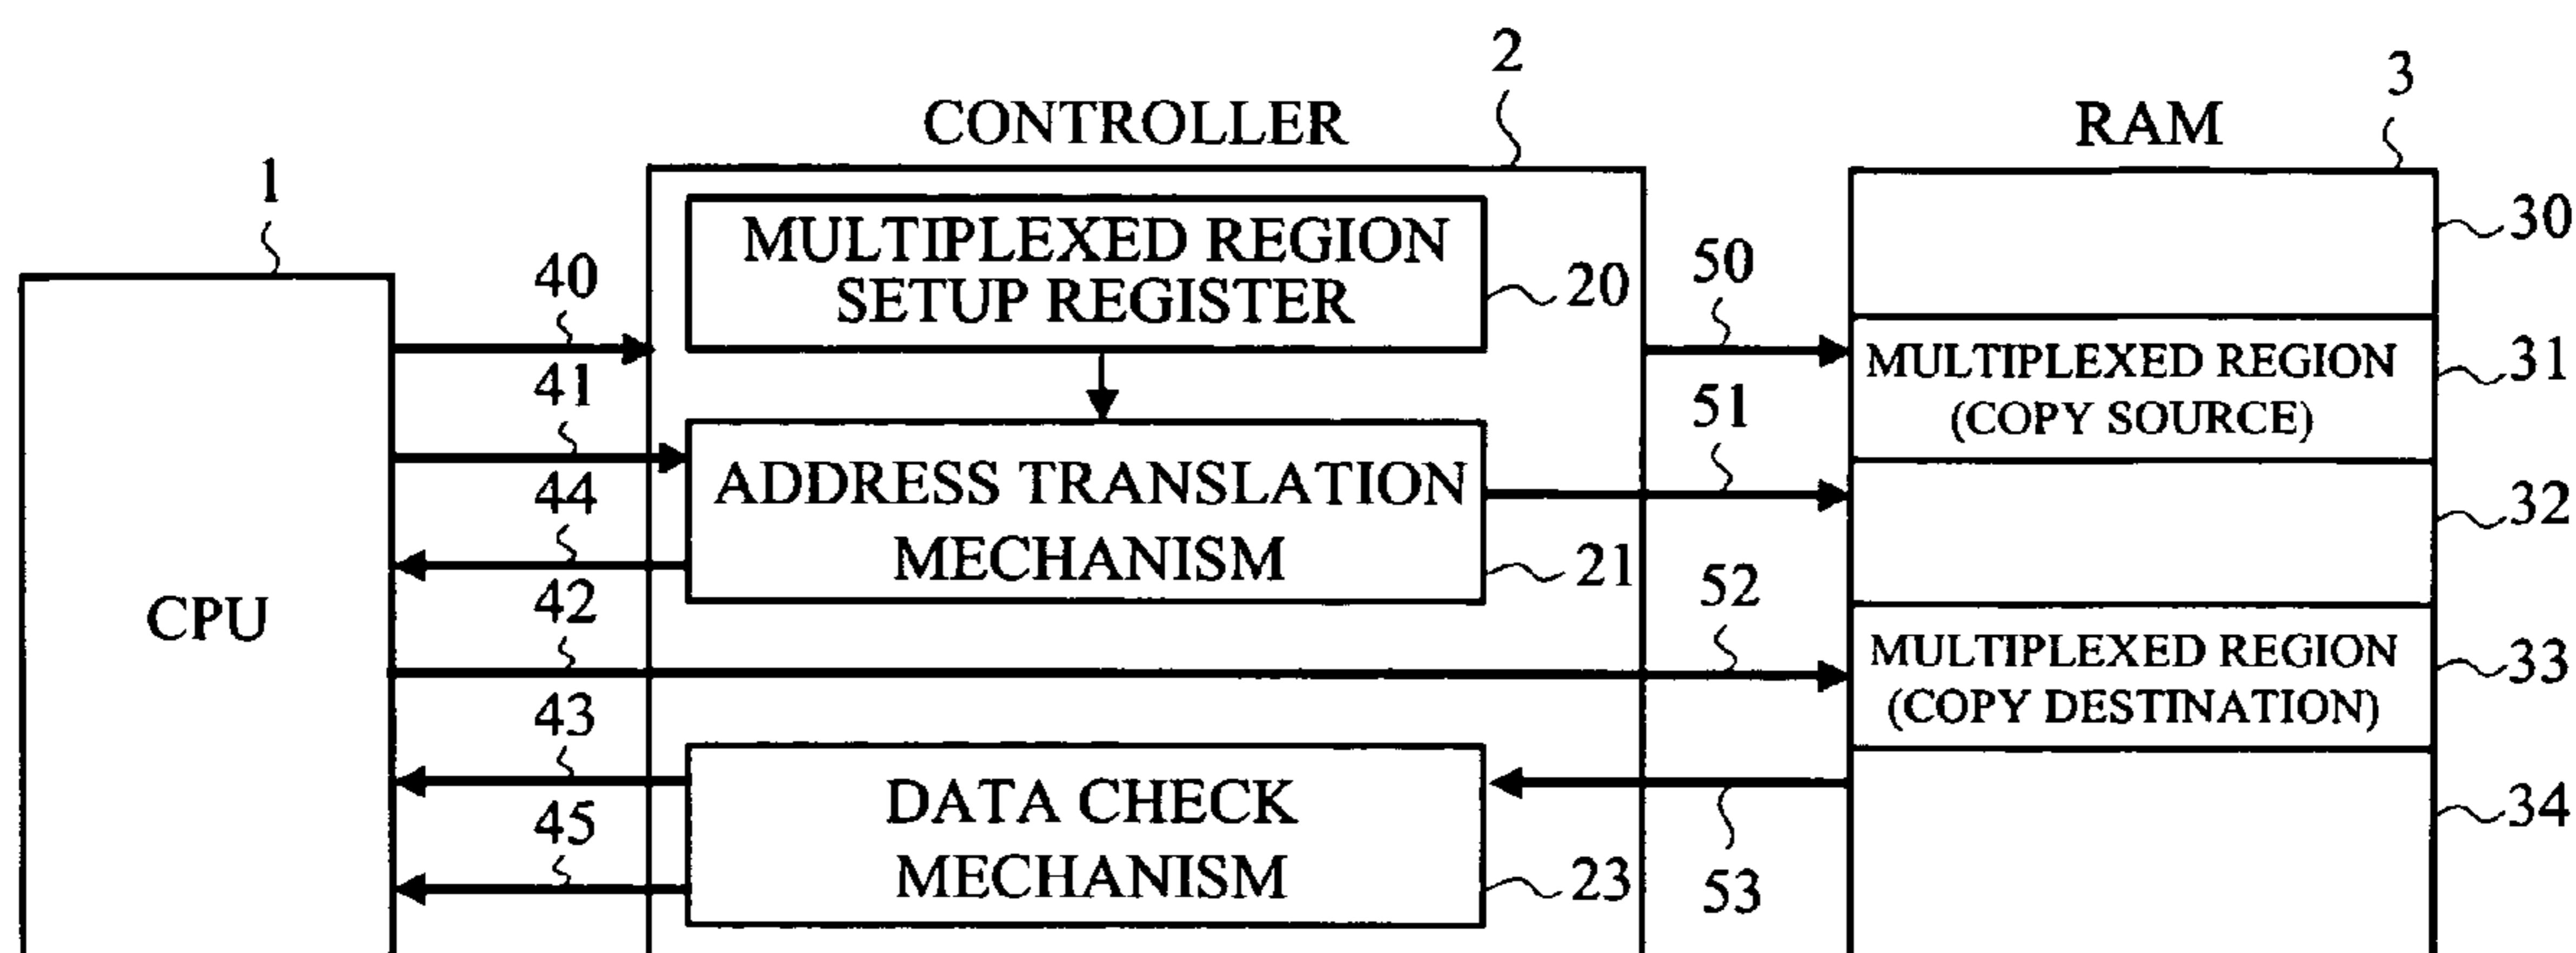 2
3
CONTROLLER
RAM
1
MULTIPLEXED REGION
SETUP REGISTER
20
30
40
50
MULTIPLEXED REGION
(COPY SOURCE)
31
41
51
ADDRESS TRANSLATION
MECHANISM
21
44
32
CPU
42
52
MULTIPLEXED REGION
(COPY DESTINATION)
33
43
DATA CHECK
MECHANISM
23
45
53
34